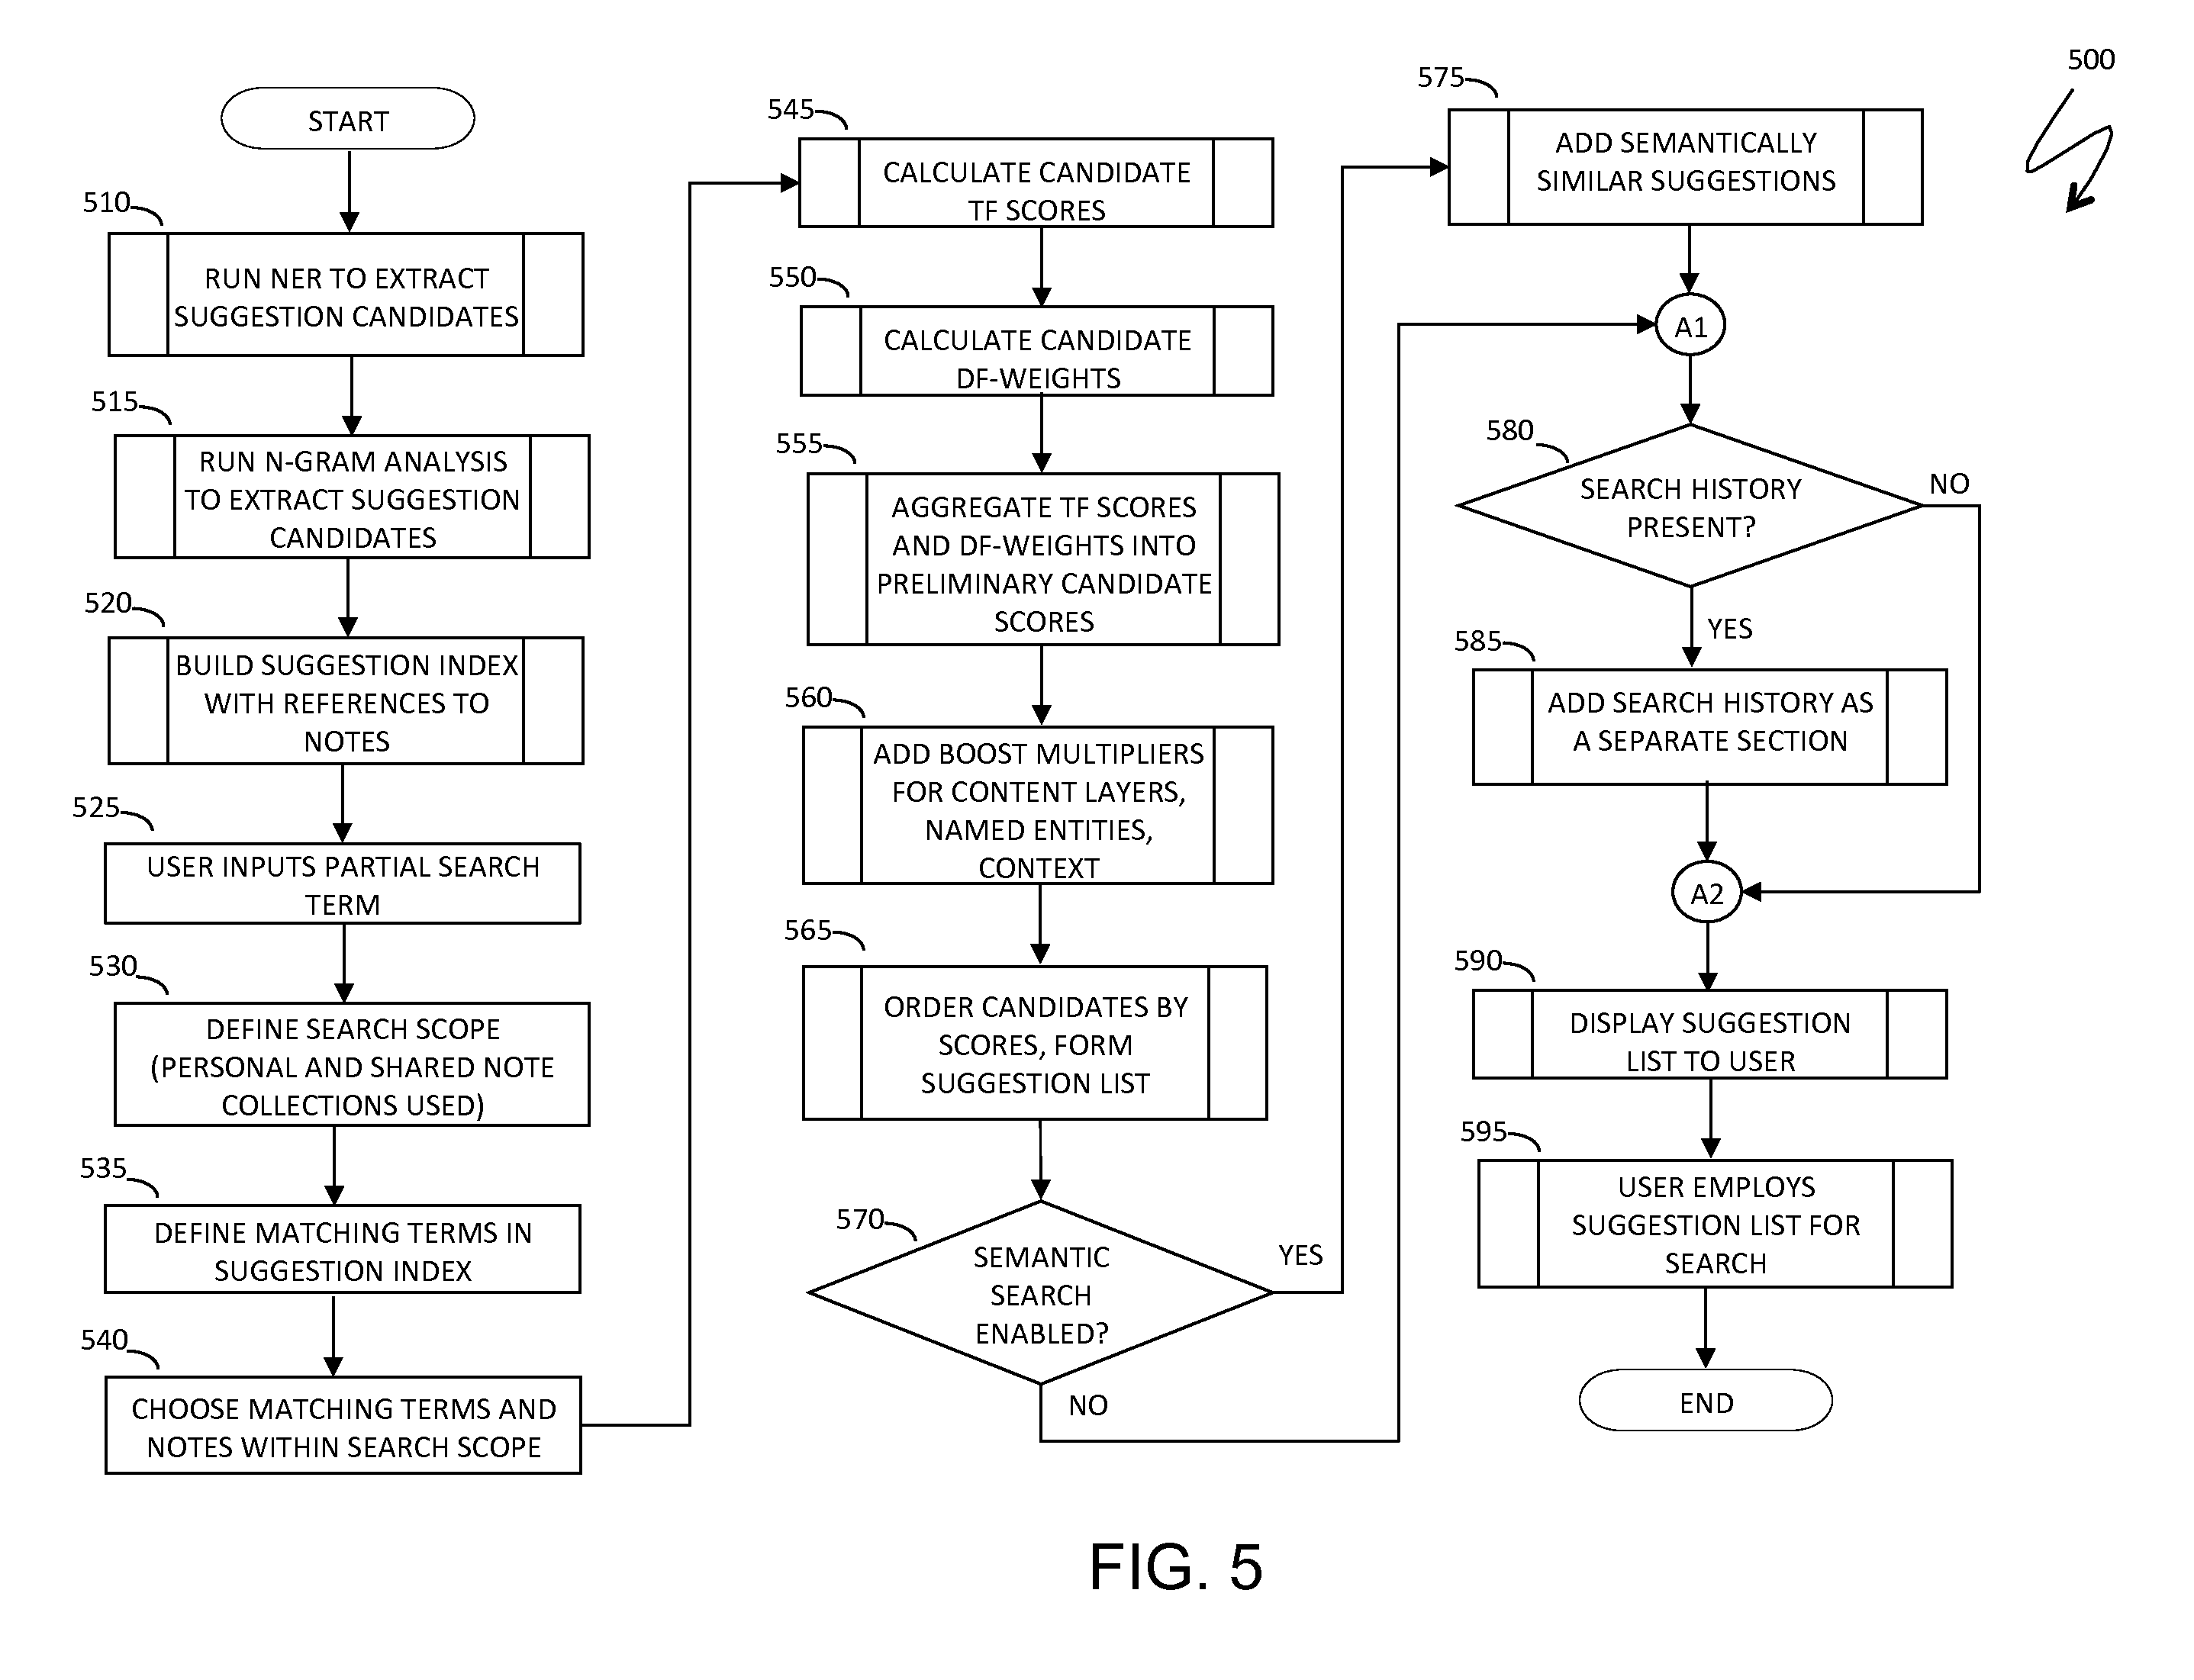 START
510
RUN NER TO EXTRACT
SUGGESTION CANDIDATES
515
RUN N-GRAM ANALYSIS
TO EXTRACT SUGGESTION
CANDIDATES
520
BUILD SUGGESTION INDEX
WITH REFERENCES TO
NOTES
525
USER INPUTS PARTIAL SEARCH
TERM
530
DEFINE SEARCH SCOPE
(PERSONAL AND SHARED NOTE
COLLECTIONS USED)
535
DEFINE MATCHING TERMS IN
SUGGESTION INDEX
540
CHOOSE MATCHING TERMS AND
NOTES WITHIN SEARCH SCOPE
545
CALCULATE CANDIDATE
TF SCORES
550
CALCULATE CANDIDATE
DF-WEIGHTS
555
AGGREGATE TF SCORES
AND DF-WEIGHTS INTO
PRELIMINARY CANDIDATE
SCORES
560
ADD BOOST MULTIPLIERS
FOR CONTENT LAYERS,
NAMED ENTITIES,
CONTEXT
565
ORDER CANDIDATES BY
SCORES, FORM
SUGGESTION LIST
570
SEMANTIC
SEARCH
ENABLED?
YES
NO
575
ADD SEMANTICALLY
SIMILAR SUGGESTIONS
A1
580
SEARCH HISTORY
PRESENT?
NO
YES
585
ADD SEARCH HISTORY AS
A SEPARATE SECTION
A2
590
DISPLAY SUGGESTION
LIST TO USER
595
USER EMPLOYS
SUGGESTION LIST FOR
SEARCH
END
500
FIG. 5